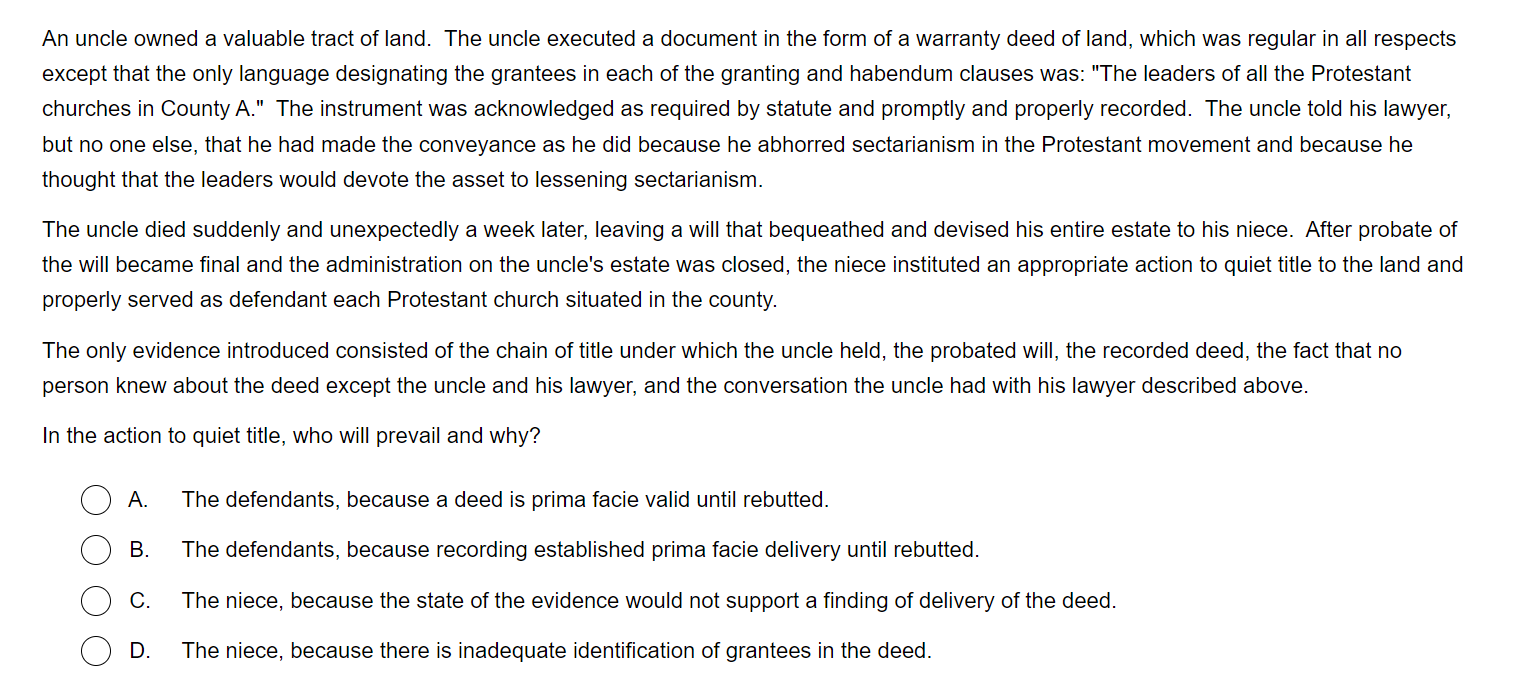 An uncle owned a valuable tract of land.  The uncle executed a document in the form of a warranty deed of land, which was regular in all respects
except that the only language designating the grantees in each of the granting and habendum clauses was: "The leaders of all the Protestant
churches in County A."  The instrument was acknowledged as required by statute and promptly and properly recorded.  The uncle told his lawyer,
but no one else, that he had made the conveyance as he did because he abhorred sectarianism in the Protestant movement and because he
thought that the leaders would devote the asset to lessening sectarianism.
The uncle died suddenly and unexpectedly a week later, leaving a will that bequeathed and devised his entire estate to his niece.  After probate of
the will became final and the administration on the uncle's estate was closed, the niece instituted an appropriate action to quiet title to the land and
properly served as defendant each Protestant church situated in the county.
The only evidence introduced consisted of the chain of title under which the uncle held, the probated will, the recorded deed, the fact that no
person knew about the deed except the uncle and his lawyer, and the conversation the uncle had with his lawyer described above.
In the action to quiet title, who will prevail and why?
A. The defendants, because a deed is prima facie valid until rebutted.
B. The defendants, because recording established prima facie delivery until rebutted.
C. The niece, because the state of the evidence would not support a finding of delivery of the deed.
D. The niece, because there is inadequate identification of grantees in the deed.